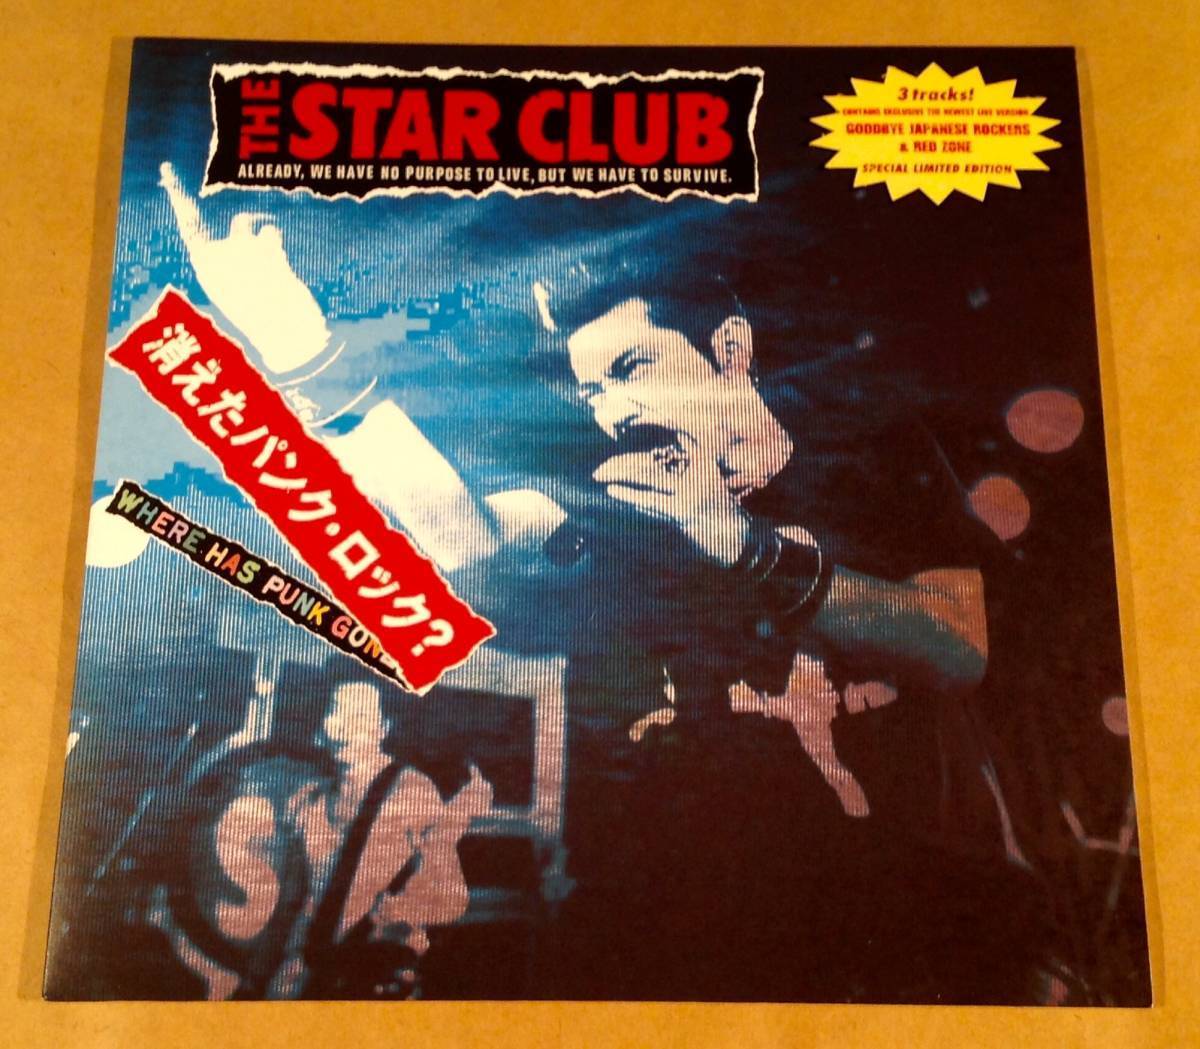 THE STAR CLUB
ALREADY, WE HAVE NO PURPOSE TO LIVE, BUT WE HAVE TO SURVIVE.
3 tracks!
CONTAINS EXCLUSIVE THE NEWEST LIVE VERSION
GOODBYE JAPANESE ROCKERS
& RED ZONE
SPECIAL LIMITED EDITION
消えたパンク・ロック?
WHERE HAS PUNK GONE
S